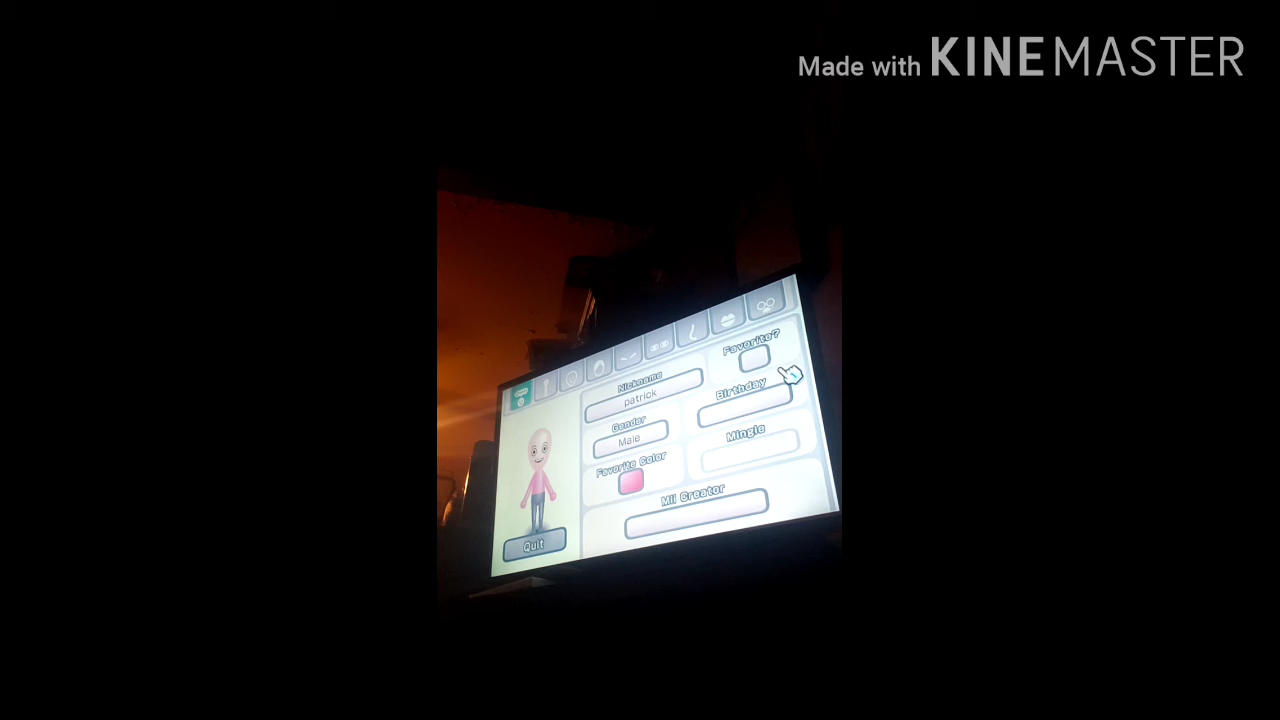 Made with KINEMASTER
Favorite?
Nickname
patrick
Birthday
Gender
Male
Mingle
Favorite Color
Mii Creator
Quit